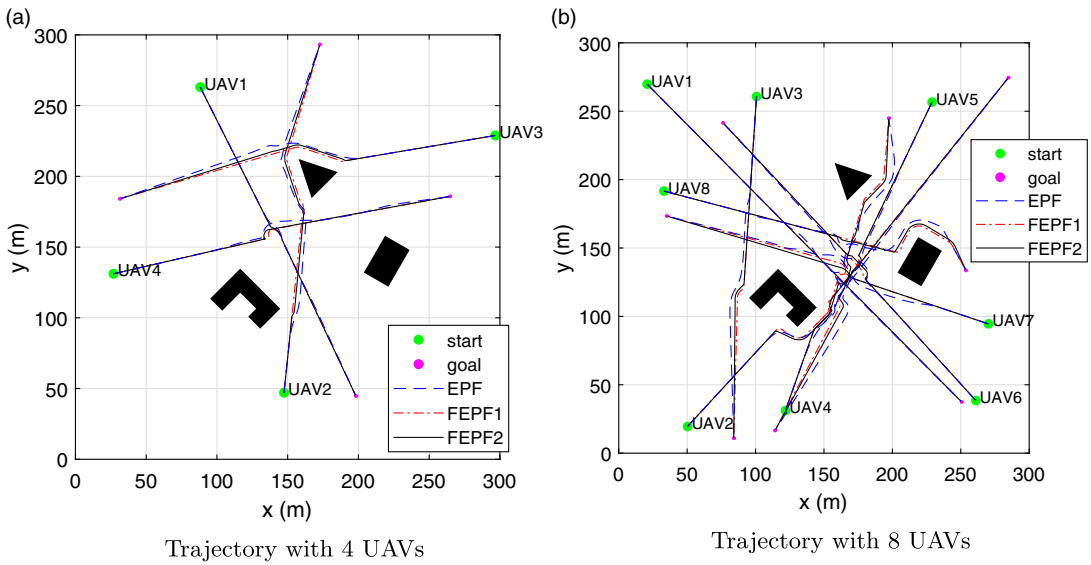 (a)
300
250
200
150
100
50
0
y (m)
UAV1
UAV3
UAV4
UAV2
start
goal
EPF
FEPF1
FEPF2
0 50 100 150 200 250 300
x (m)
Trajectory with 4 UAVs
(b)
300
250
200
150
100
50
0
y (m)
UAV1
UAV3
UAV5
UAV8
UAV7
UAV6
UAV4
UAV2
start
goal
EPF
FEPF1
FEPF2
0 50 100 150 200 250 300
x (m)
Trajectory with 8 UAVs